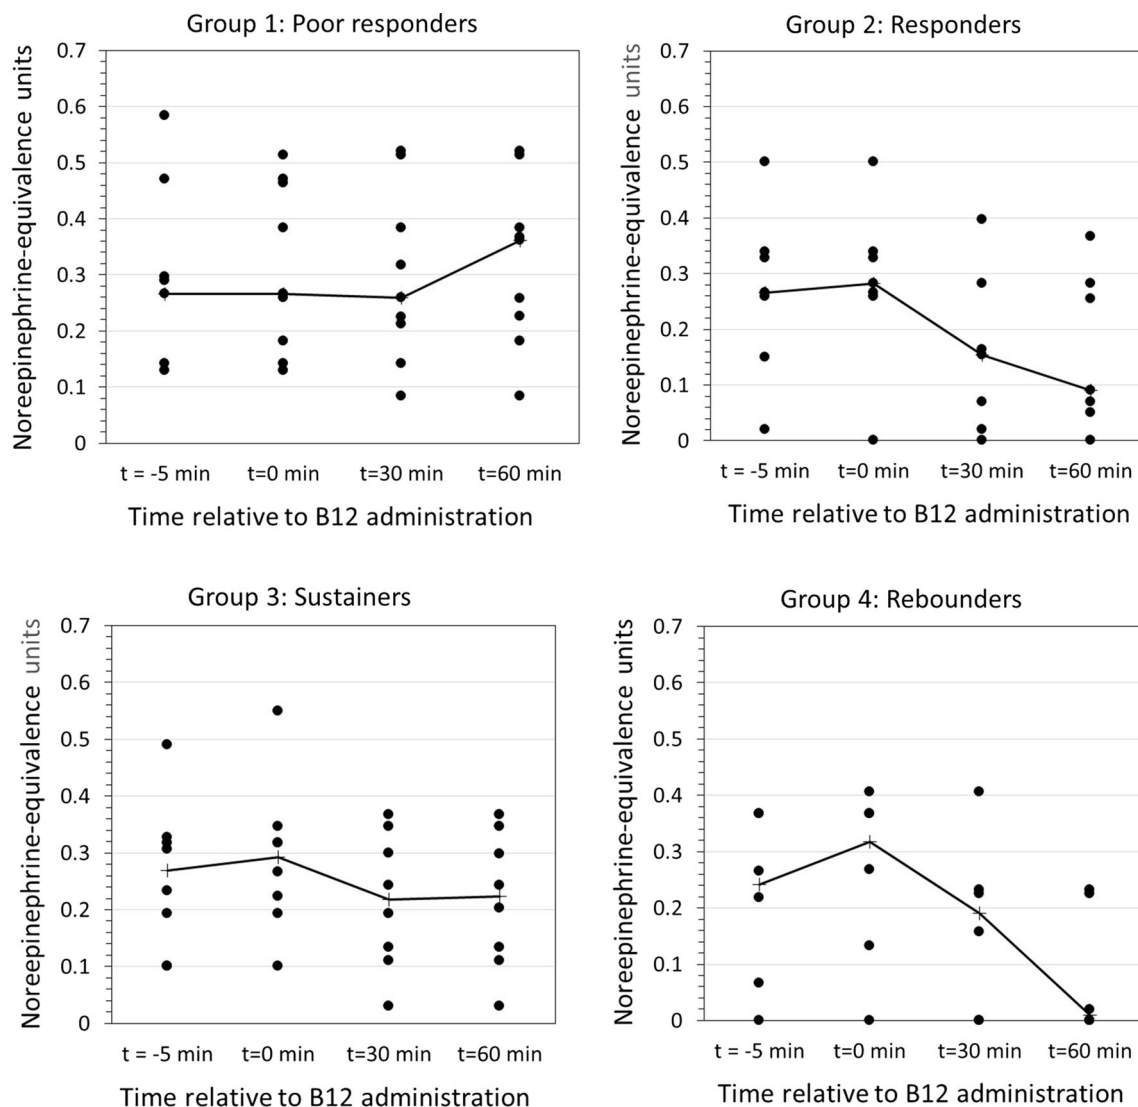 Group 1: Poor responders
Noreepinephrine-equivalence units
0.7
0.6
0.5
0.4
0.3
0.2
0.1
0
t = -5 min t=0 min t=30 min t=60 min
Time relative to B12 administration
Group 2: Responders
Noreepinephrine-equivalence units
0.7
0.6
0.5
0.4
0.3
0.2
0.1
0
t = -5 min t=0 min t=30 min t=60 min
Time relative to B12 administration
Group 3: Sustainers
Noreepinephrine-equivalence units
0.7
0.6
0.5
0.4
0.3
0.2
0.1
0
t = -5 min t=0 min t=30 min t=60 min
Time relative to B12 administration
Group 4: Rebounders
Noreepinephrine-equivalence units
0.7
0.6
0.5
0.4
0.3
0.2
0.1
0
t = -5 min t=0 min t=30 min t=60 min
Time relative to B12 administration